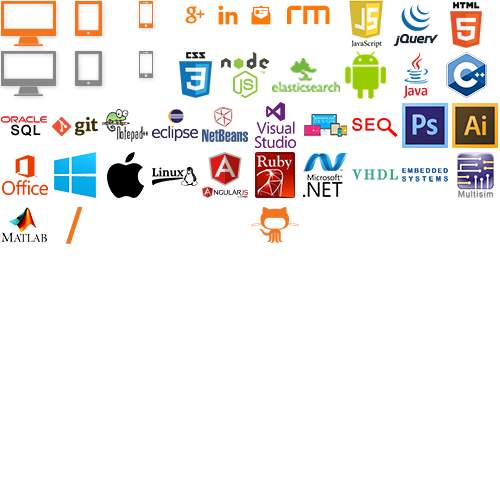 g+ in rm JS HTML
JavaScript jQuery 5
CSS
3 node JS elasticsearch Java C++
ORACLE
SQL git Notepad++ eclipse NetBeans Visual Studio SEO Ps Ai
Office Linux A ANGULARJS Ruby Microsoft .NET VHDL EMBEDDED SYSTEMS Multisim
MATLAB /